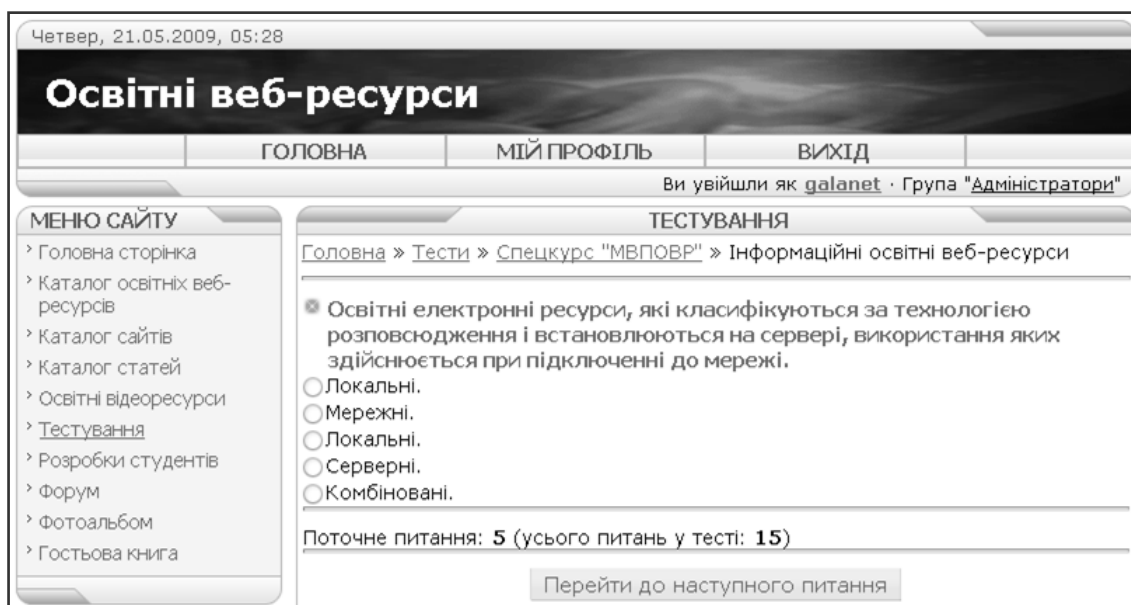 Четвер, 21.05.2009, 05:28
Освітні веб-ресурси
ГОЛОВНА МІЙ ПРОФІЛЬ ВИХІД
Ви увійшли як galanet · Група "Адміністратори"
МЕНЮ САЙТУ
› Головна сторінка
› Каталог освітніх веб-
ресурсів
› Каталог сайтів
› Каталог статей
› Освітні відеоресурси
› Тестування
› Розробки студентів
› Форум
› Фотоальбом
› Гостьова книга
ТЕСТУВАННЯ
Головна » Тести » Спецкурс "МВПОВР" » Інформаційні освітні веб-ресурси
Освітні електронні ресурси, які класифікуються за технологією
розповсюдження і встановлюються на сервері, використання яких
здійснюється при підключенні до мережі.
Локальні.
Мережні.
Локальні.
Серверні.
Комбіновані.
Поточне питання: 5 (усього питань у тесті: 15)
Перейти до наступного питання